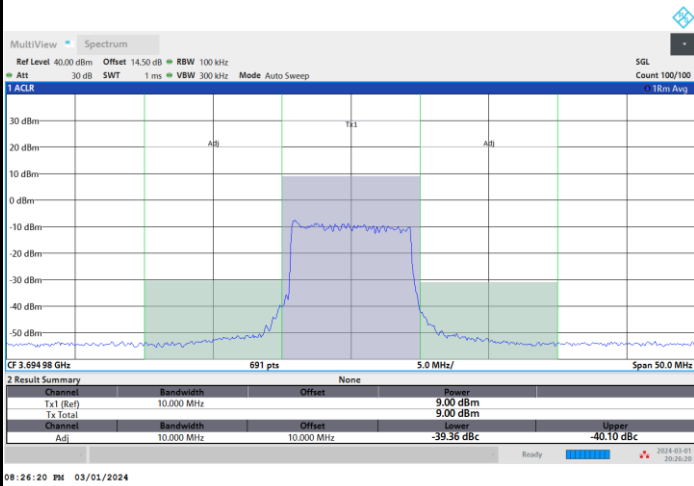 MultiView Spectrum
Ref Level 40.00 dBm Offset 14.50 dB RBW 100 kHz SGL
Att 30 dB SWT 1 ms VBW 300 kHz Mode Auto Sweep Count 100/100
1 ACLR 1Rm Avg
30 dBm
Tx1
20 dBm
Adj Adj
10 dBm
0 dBm
-10 dBm
-20 dBm
-30 dBm
-40 dBm
-50 dBm
CF 3.694 98 GHz 691 pts 5.0 MHz/ Span 50.0 MHz
2 Result Summary None
Channel Bandwidth Offset Power
Tx1 (Ref) 10.000 MHz 9.00 dBm
Tx Total 9.00 dBm
Channel Bandwidth Offset Lower Upper
Adj 10.000 MHz 10.000 MHz -39.36 dBc -40.10 dBc
Ready 2024-03-01
20:26:20
08:26:20 PM 03/01/2024